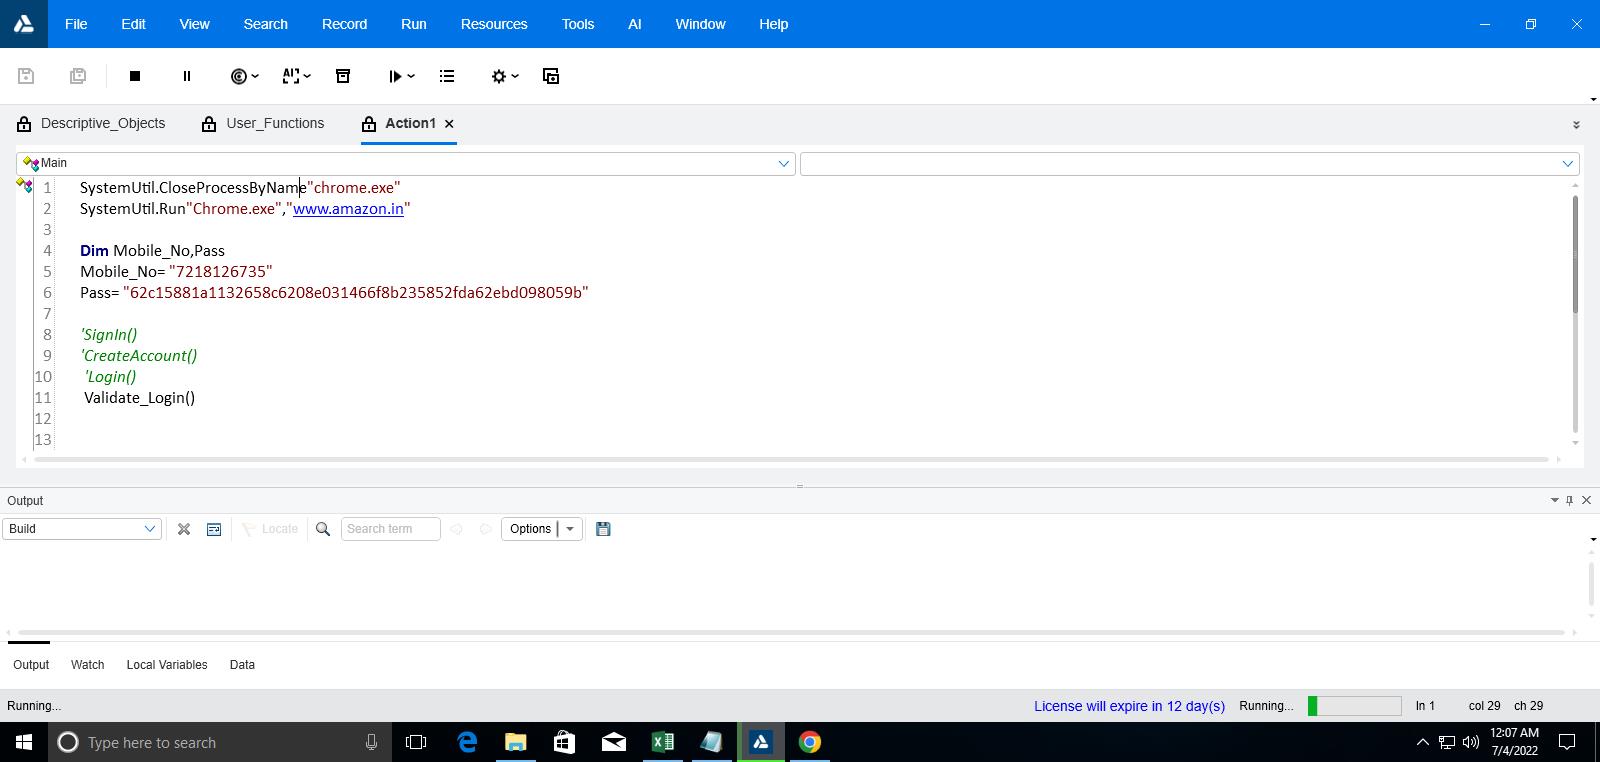 File Edit View Search Record Run Resources Tools AI Window Help
Descriptive_Objects User_Functions Action1
Main
1 SystemUtil.CloseProcessByName"chrome.exe"
2 SystemUtil.Run"Chrome.exe","www.amazon.in"
3
4 Dim Mobile_No,Pass
5 Mobile_No= "7218126735"
6 Pass= "62c15881a1132658c6208e031466f8b235852fda62ebd098059b"
7
8 'SignIn()
9 'CreateAccount()
10 'Login()
11 Validate_Login()
12
13
Output
Build Locate Search term Options
Output Watch Local Variables Data
Running... License will expire in 12 day(s) Running... ln 1 col 29 ch 29
Type here to search
12:07 AM
7/4/2022